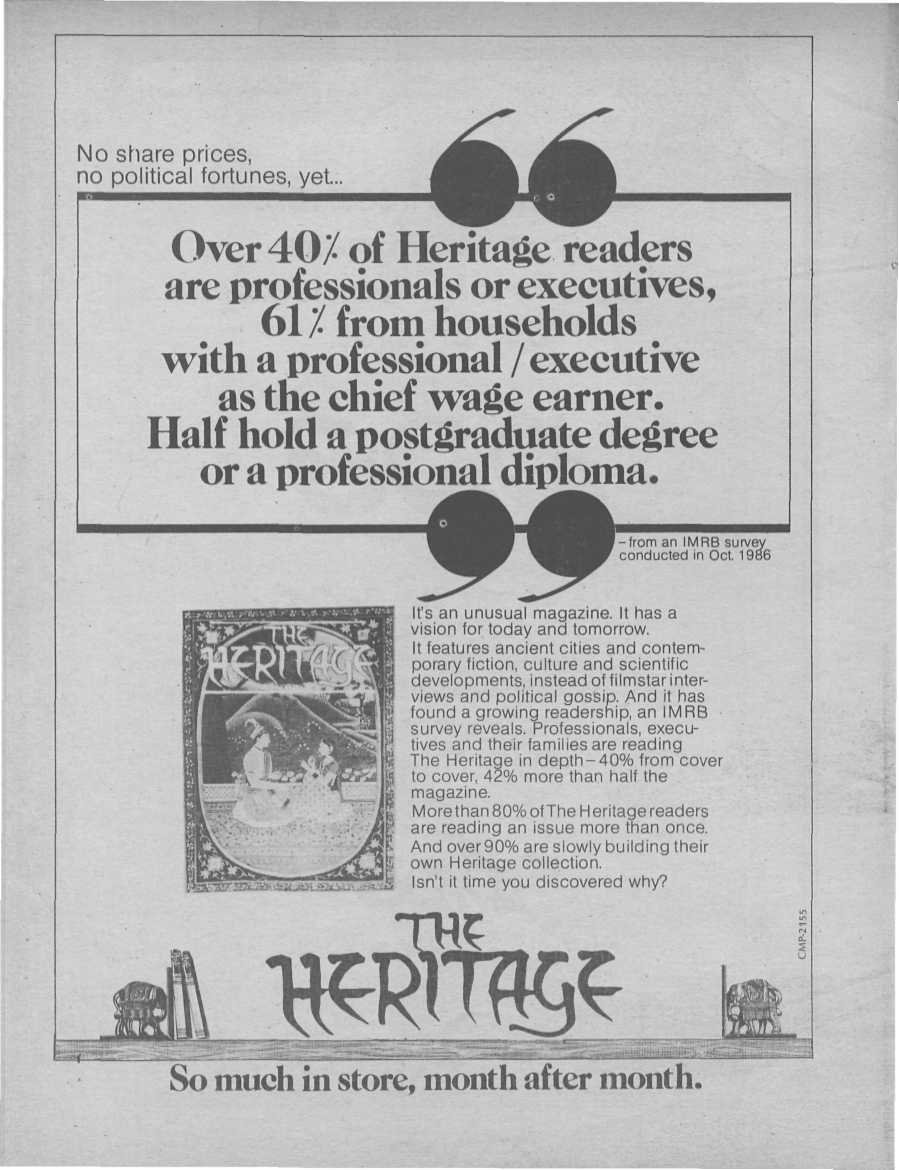 No share prices,
no political fortunes, yet...
Over 40% of Heritage readers
are professionals or executives,
61% from households
with a professional / executive
as the chief wage earner.
Half hold a postgraduate degree
or a professional diploma.
–from an IMRB survey
conducted in Oct. 1986
It's an unusual magazine. It has a
vision for today and tomorrow.
It features ancient cities and contem-
porary fiction, culture and scientific
developments, instead of filmstar inter-
views and political gossip. And it has
found a growing readership, an IMRB
survey reveals. Professionals, execu-
tives and their families are reading
The Heritage in depth–40% from cover
to cover, 42% more than half the
magazine.
More than 80% of The Heritage readers
are reading an issue more than once.
And over 90% are slowly building their
own Heritage collection.
Isn't it time you discovered why?
THE
HERITAGE
THE
HERITAGE
CMP-2155
So much in store, month after month.